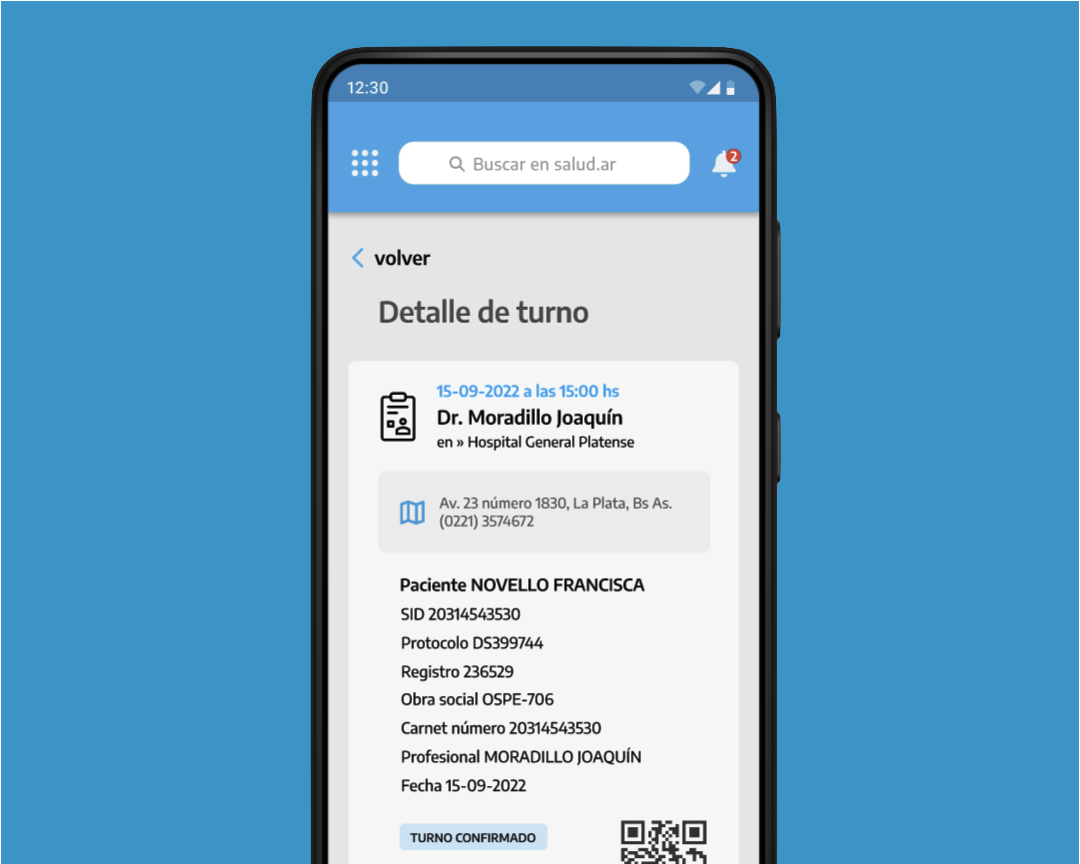 12:30
Buscar en salud.ar
2
volver
Detalle de turno
15-09-2022 a las 15:00 hs
Dr. Moradillo Joaquín
en » Hospital General Platense
Av. 23 número 1830, La Plata, Bs As.
(0221) 3574672
Paciente NOVELLO FRANCISCA
SID 20314543530
Protocolo DS399744
Registro 236529
Obra social OSPE-706
Carnet número 20314543530
Profesional MORADILLO JOAQUÍN
Fecha 15-09-2022
TURNO CONFIRMADO